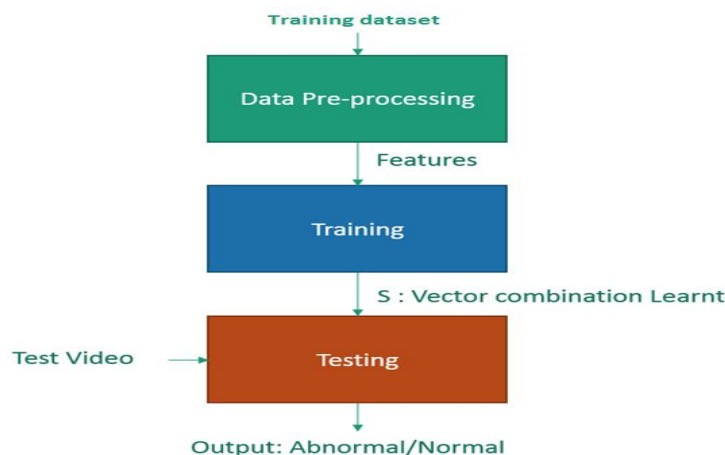 Training dataset
Data Pre-processing
Features
Training
S : Vector combination Learnt
Test Video
Testing
Output: Abnormal/Normal